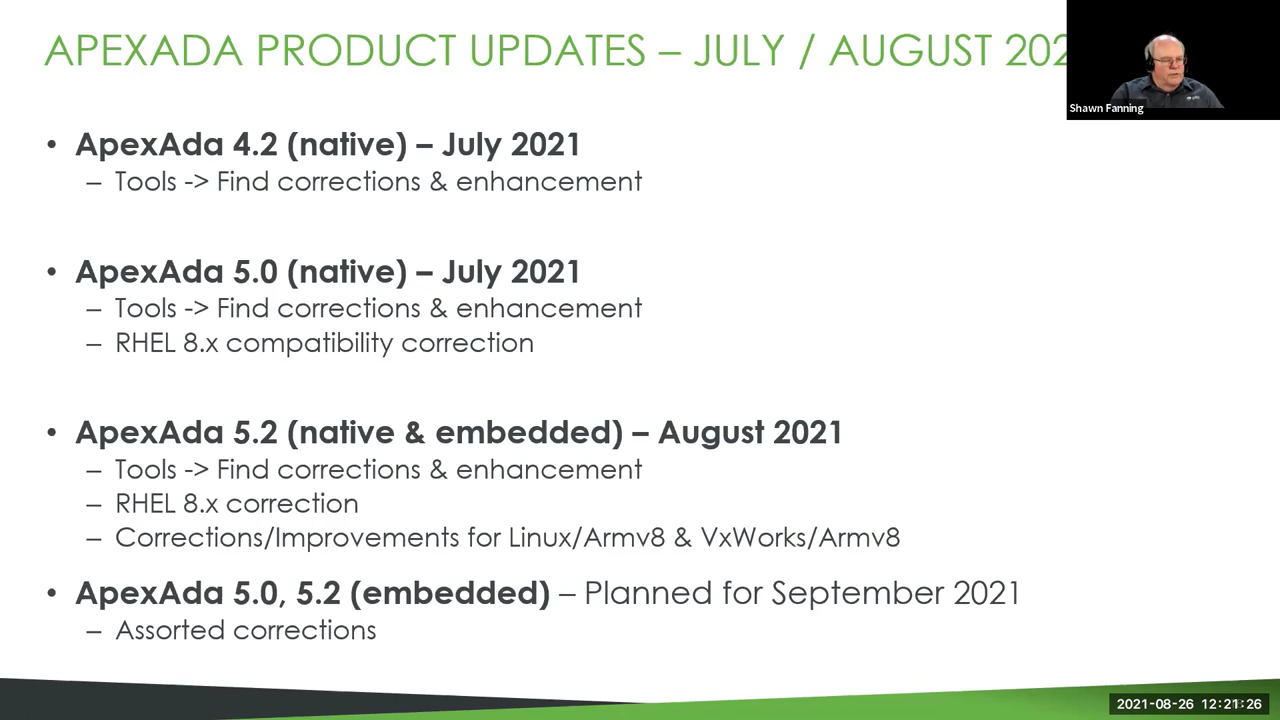 APEXADA PRODUCT UPDATES – JULY / AUGUST 202
Shawn Fanning
• ApexAda 4.2 (native) – July 2021
– Tools -> Find corrections & enhancement
• ApexAda 5.0 (native) – July 2021
– Tools -> Find corrections & enhancement
– RHEL 8.x compatibility correction
• ApexAda 5.2 (native & embedded) – August 2021
– Tools -> Find corrections & enhancement
– RHEL 8.x correction
– Corrections/Improvements for Linux/Armv8 & VxWorks/Armv8
• ApexAda 5.0, 5.2 (embedded) – Planned for September 2021
– Assorted corrections
2021-08-26 12:21:26